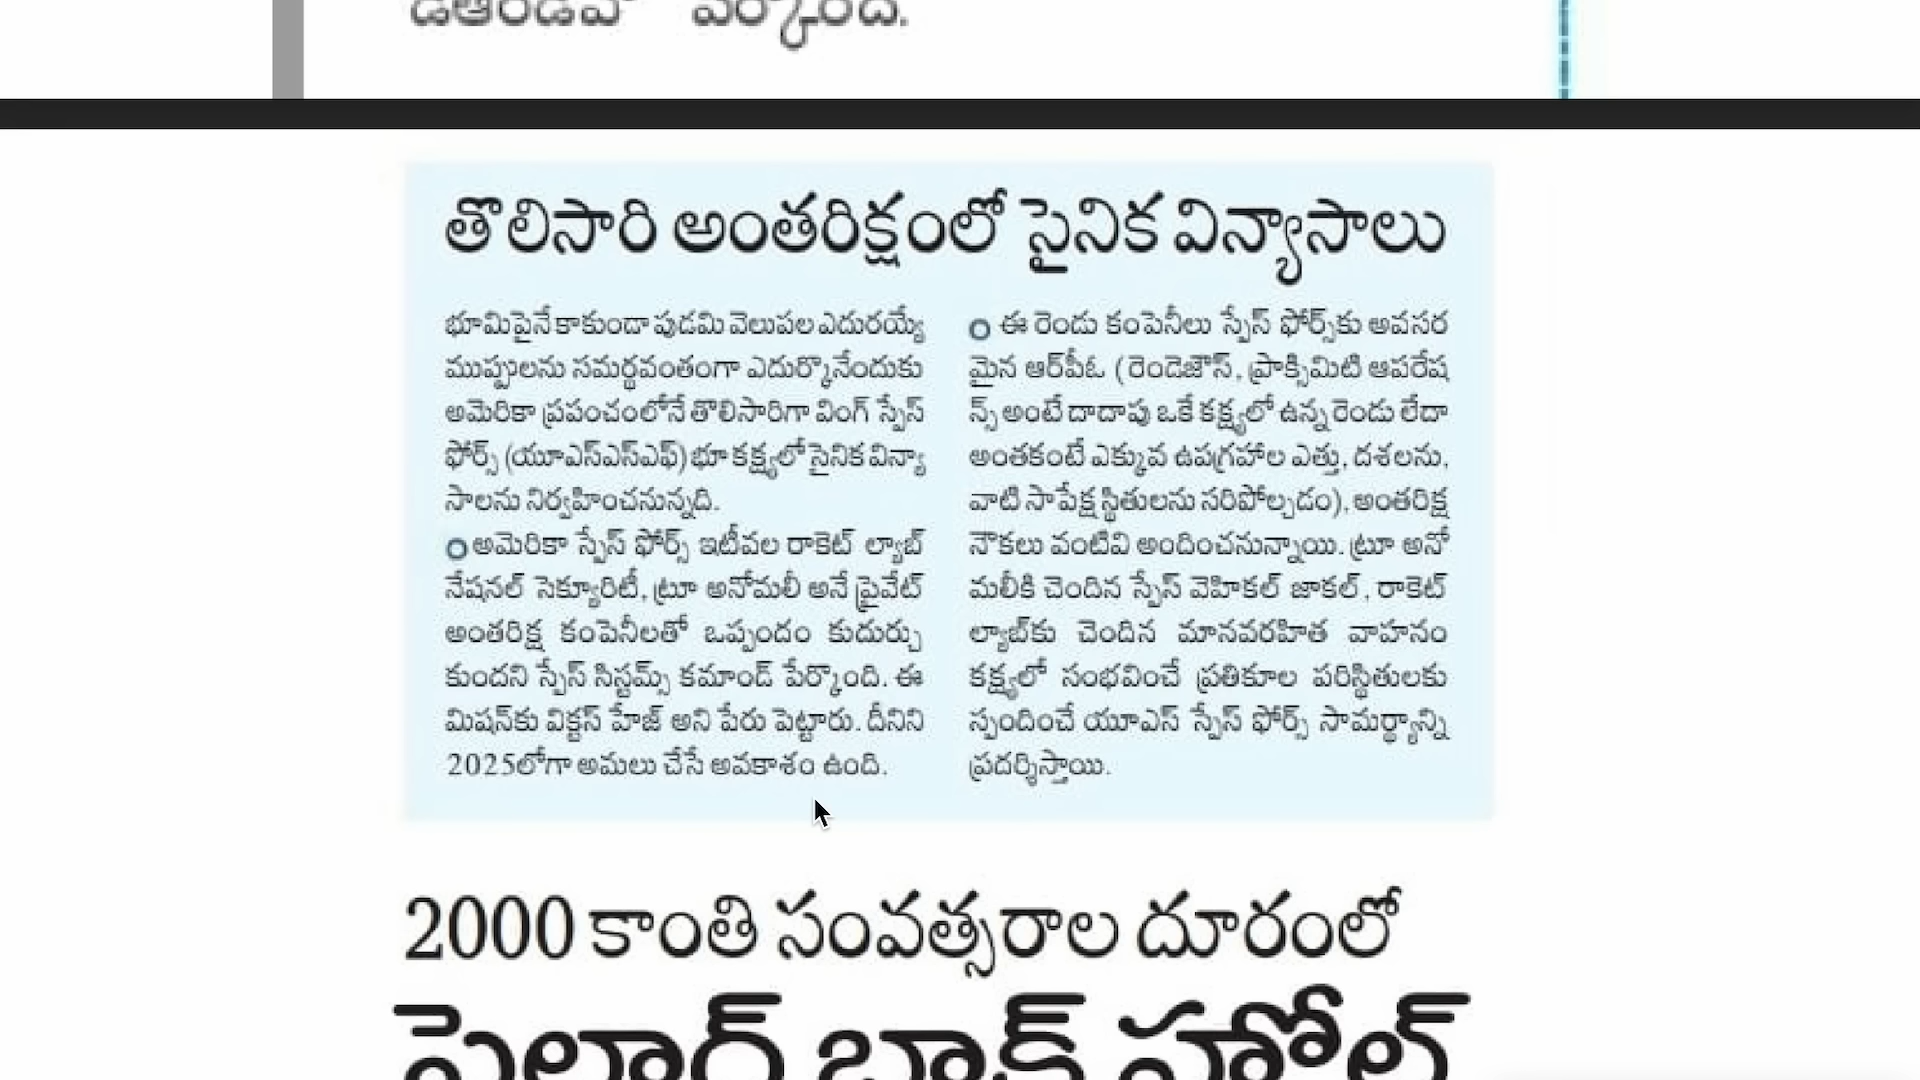 తొలిసారి అంతరిక్షంలో సైనిక విన్యాసాలు
భూమిపైనే కాకుండా పుడమి వెలుపల ఎదురయ్యే
ముప్పులను సమర్థవంతంగా ఎదుర్కొనేందుకు
అమెరికా ప్రపంచంలోనే తొలిసారిగా వింగ్ స్పేస్
ఫోర్స్ (యూఎస్ఎస్ఎఫ్) భూ కక్ష్యలో సైనిక విన్యా
సాలను నిర్వహించనున్నది.
అమెరికా స్పేస్ ఫోర్స్ ఇటీవల రాకెట్ ల్యాబ్
నేషనల్ సెక్యూరిటీ, ట్రూ అనోమలీ అనే ప్రైవేట్
అంతరిక్ష కంపెనీలతో ఒప్పందం కుదుర్చు
కుందని స్పేస్ సిస్టమ్స్ కమాండ్ పేర్కొంది. ఈ
మిషన్‌కు విక్టస్ హేజ్ అని పేరు పెట్టారు. దీనిని
2025లోగా అమలు చేసే అవకాశం ఉంది.
ఈ రెండు కంపెనీలు స్పేస్ ఫోర్స్‌కు అవసర
మైన ఆర్‌పీఓ (రెండెజౌస్, ప్రాక్సిమిటి ఆపరేష
న్స్ అంటే దాదాపు ఒకే కక్ష్యలో ఉన్న రెండు లేదా
అంతకంటే ఎక్కువ ఉపగ్రహాల ఎత్తు, దశలను,
వాటి సాపేక్ష స్థితులను సరిపోల్చడం), అంతరిక్ష
నౌకలు వంటివి అందించనున్నాయి. ట్రూ అనో
మలీకి చెందిన స్పేస్ వెహికల్ జాకల్, రాకెట్
ల్యాబ్‌కు చెందిన మానవరహిత వాహనం
కక్ష్యలో సంభవించే ప్రతికూల పరిస్థితులకు
స్పందించే యూఎస్ స్పేస్ ఫోర్స్ సామర్థ్యాన్ని
ప్రదర్శిస్తాయి.
2000 కాంతి సంవత్సరాల దూరంలో
స్టెలార్ బ్లాక్ హోల్